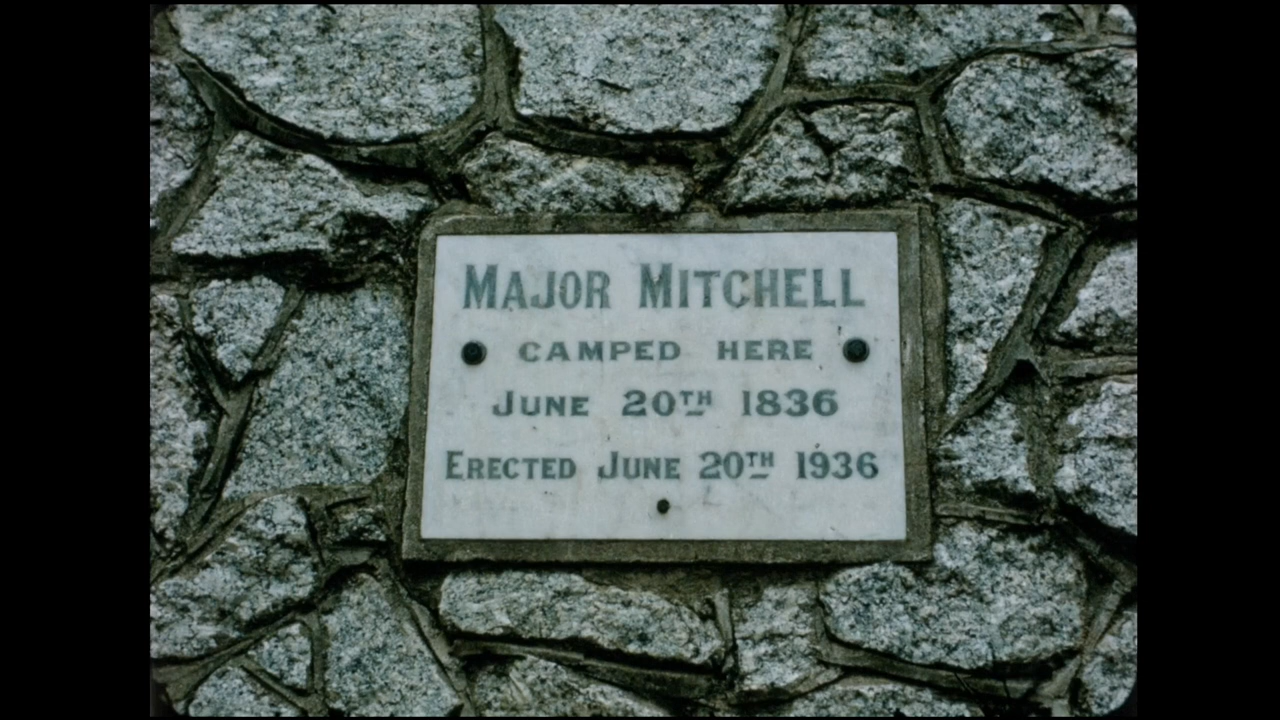 MAJOR MITCHELL
CAMPED HERE
JUNE 20TH 1836
ERECTED JUNE 20TH 1936